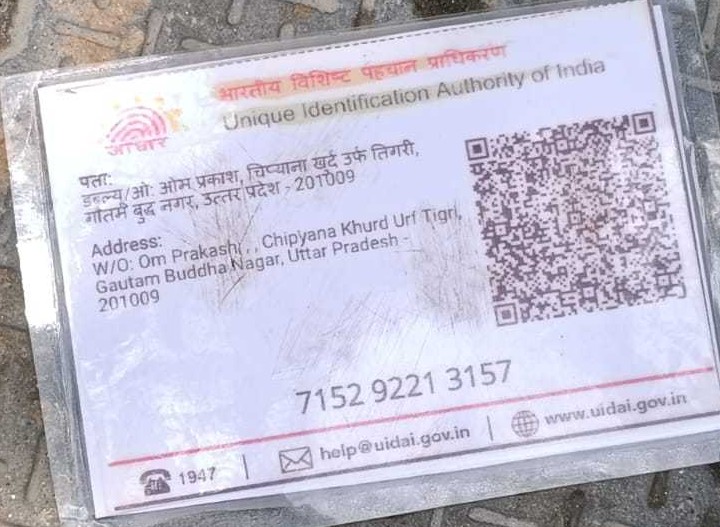 भारतीय विशिष्ट पहचान प्राधिकरण
Unique Identification Authority of India
आधार
पता:
डब्ल्यू/ओ: ओम प्रकाश, चिप्याना खुर्द उर्फ तिगरी,
गौतम बुद्ध नगर, उत्तर प्रदेश - 201009
Address:
W/O: Om Prakash, , Chipyana Khurd Urf Tigri,
Gautam Buddha Nagar, Uttar Pradesh -
201009
7152 9221 3157
1947 | help@uidai.gov.in | www.uidai.gov.in